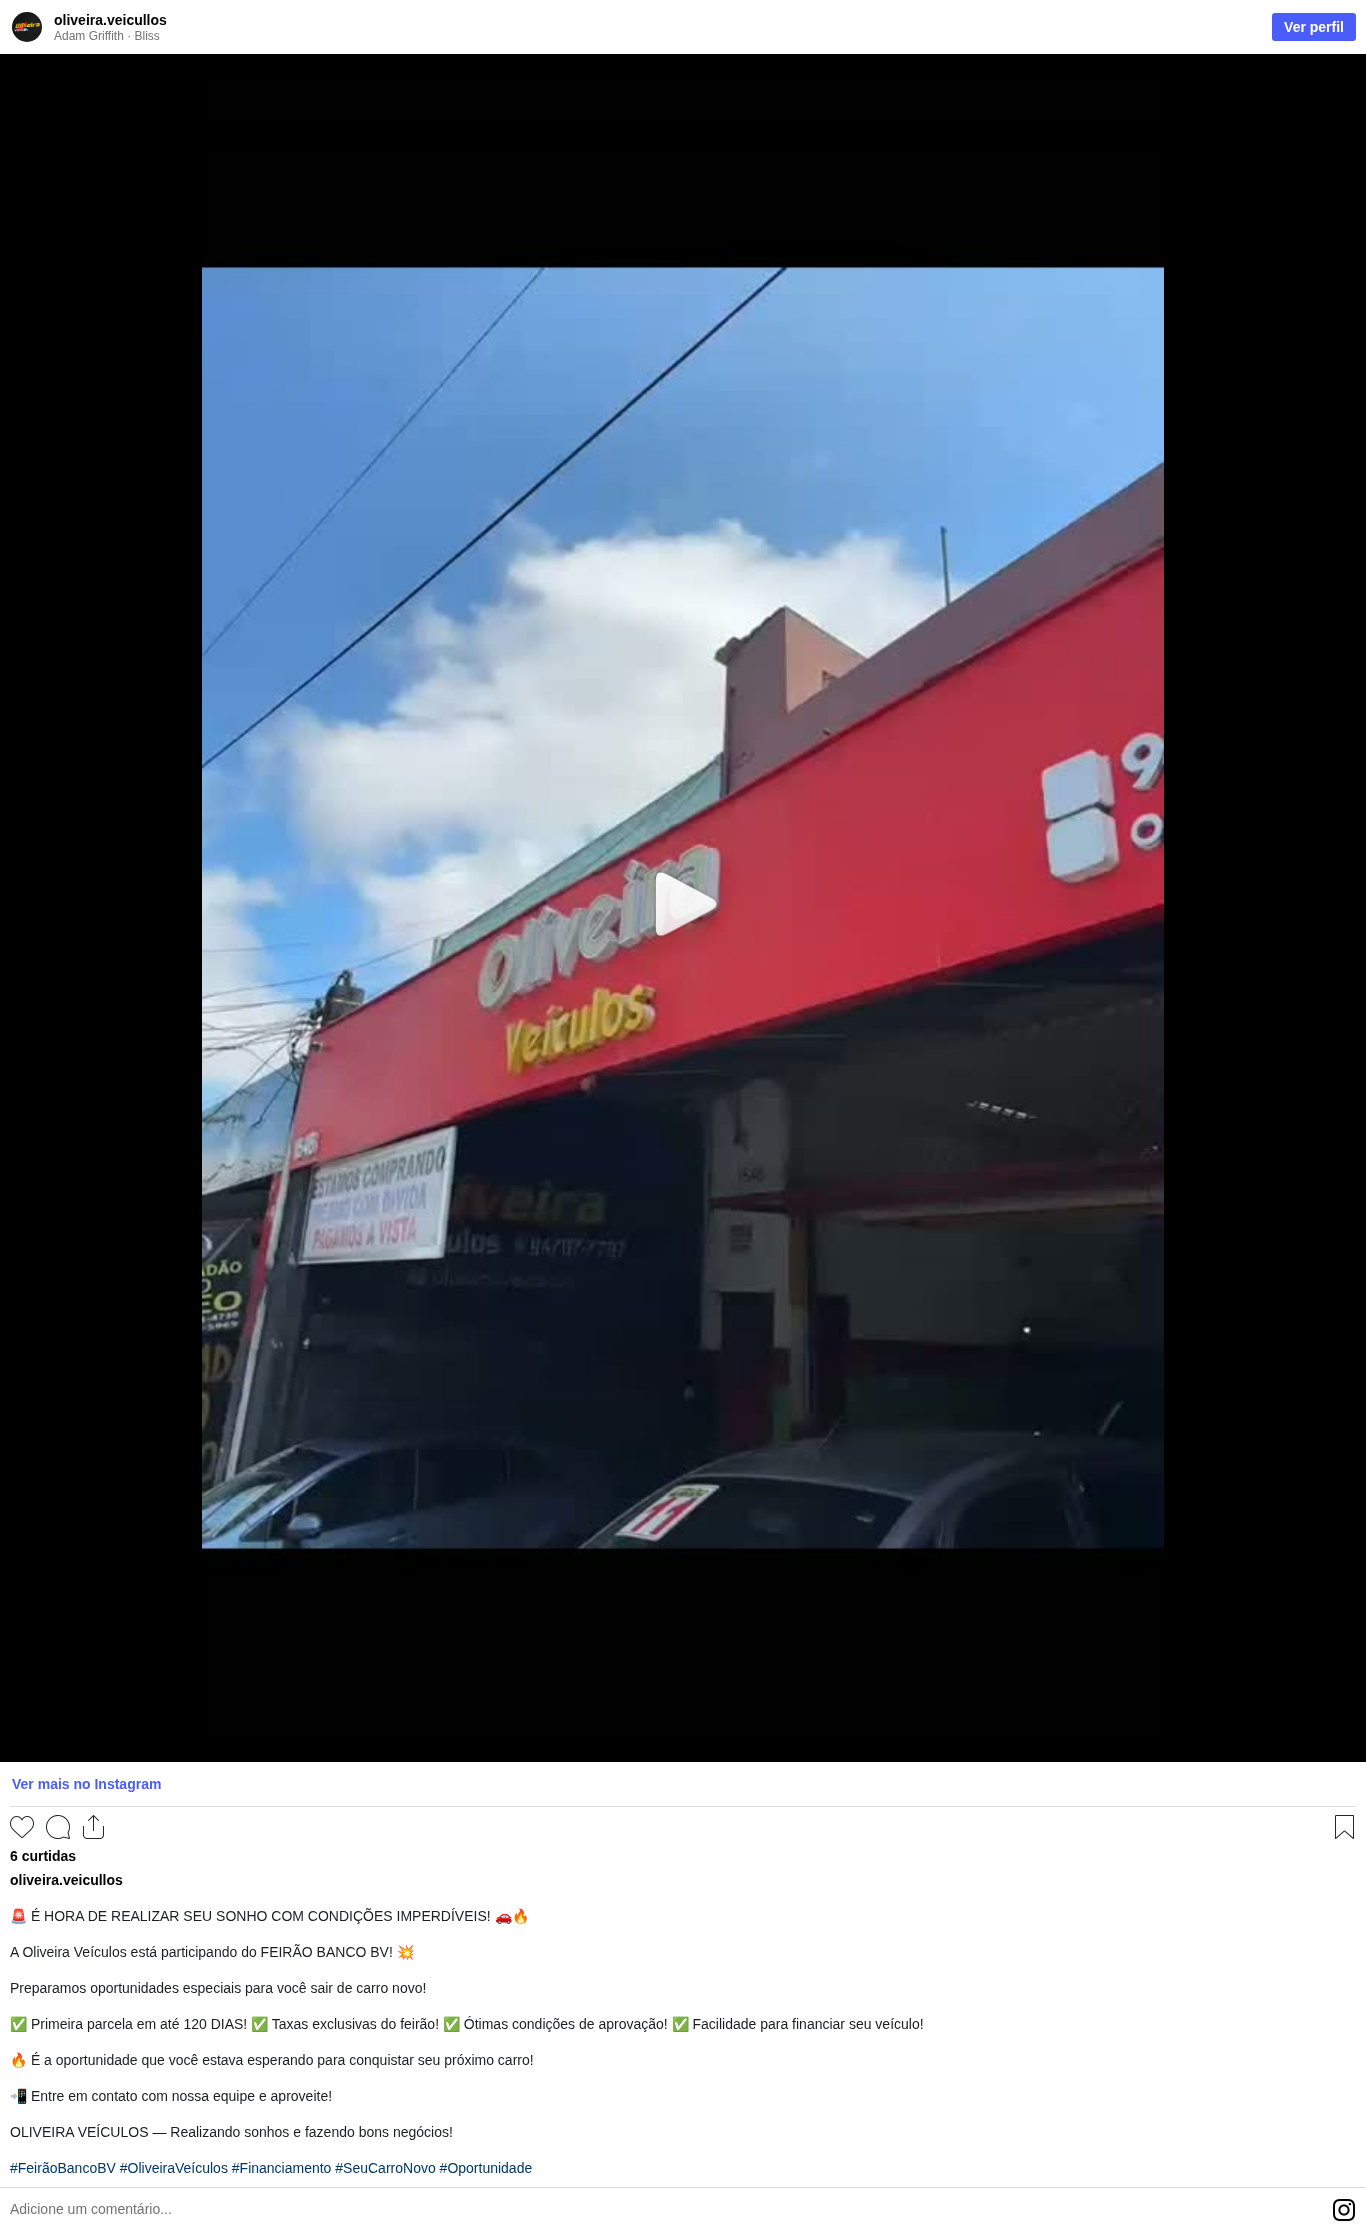 oliveira.veicullos
Adam Griffith · Bliss
Ver perfil
Oliveira
Veículos
ESTAMOS COMPRANDO
MESMO COM DIVIDA
PAGAMOS A VISTA
1546
11
Ver mais no Instagram
6 curtidas
oliveira.veicullos
🚨 É HORA DE REALIZAR SEU SONHO COM CONDIÇÕES IMPERDÍVEIS! 🚗🔥
A Oliveira Veículos está participando do FEIRÃO BANCO BV! 💥
Preparamos oportunidades especiais para você sair de carro novo!
✅ Primeira parcela em até 120 DIAS! ✅ Taxas exclusivas do feirão! ✅ Ótimas condições de aprovação! ✅ Facilidade para financiar seu veículo!
🔥 É a oportunidade que você estava esperando para conquistar seu próximo carro!
📲 Entre em contato com nossa equipe e aproveite!
OLIVEIRA VEÍCULOS — Realizando sonhos e fazendo bons negócios!
#FeirãoBancoBV #OliveiraVeículos #Financiamento #SeuCarroNovo #Oportunidade
Adicione um comentário...